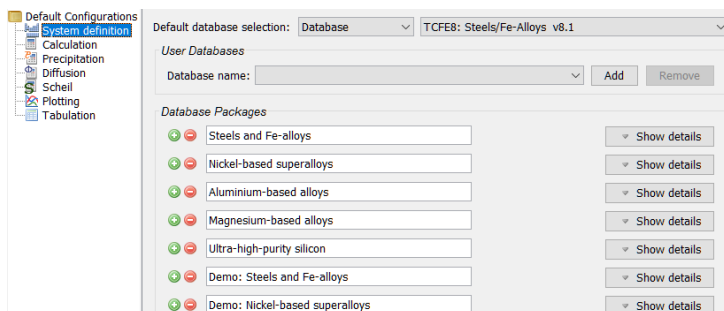 Default Configurations
System definition
Calculation
Precipitation
Diffusion
Scheil
Plotting
Tabulation
Default database selection: Database TCFE8: Steels/Fe-Alloys v8.1
User Databases
Database name: Add Remove
Database Packages
Steels and Fe-alloys Show details
Nickel-based superalloys Show details
Aluminium-based alloys Show details
Magnesium-based alloys Show details
Ultra-high-purity silicon Show details
Demo: Steels and Fe-alloys Show details
Demo: Nickel-based superalloys Show details